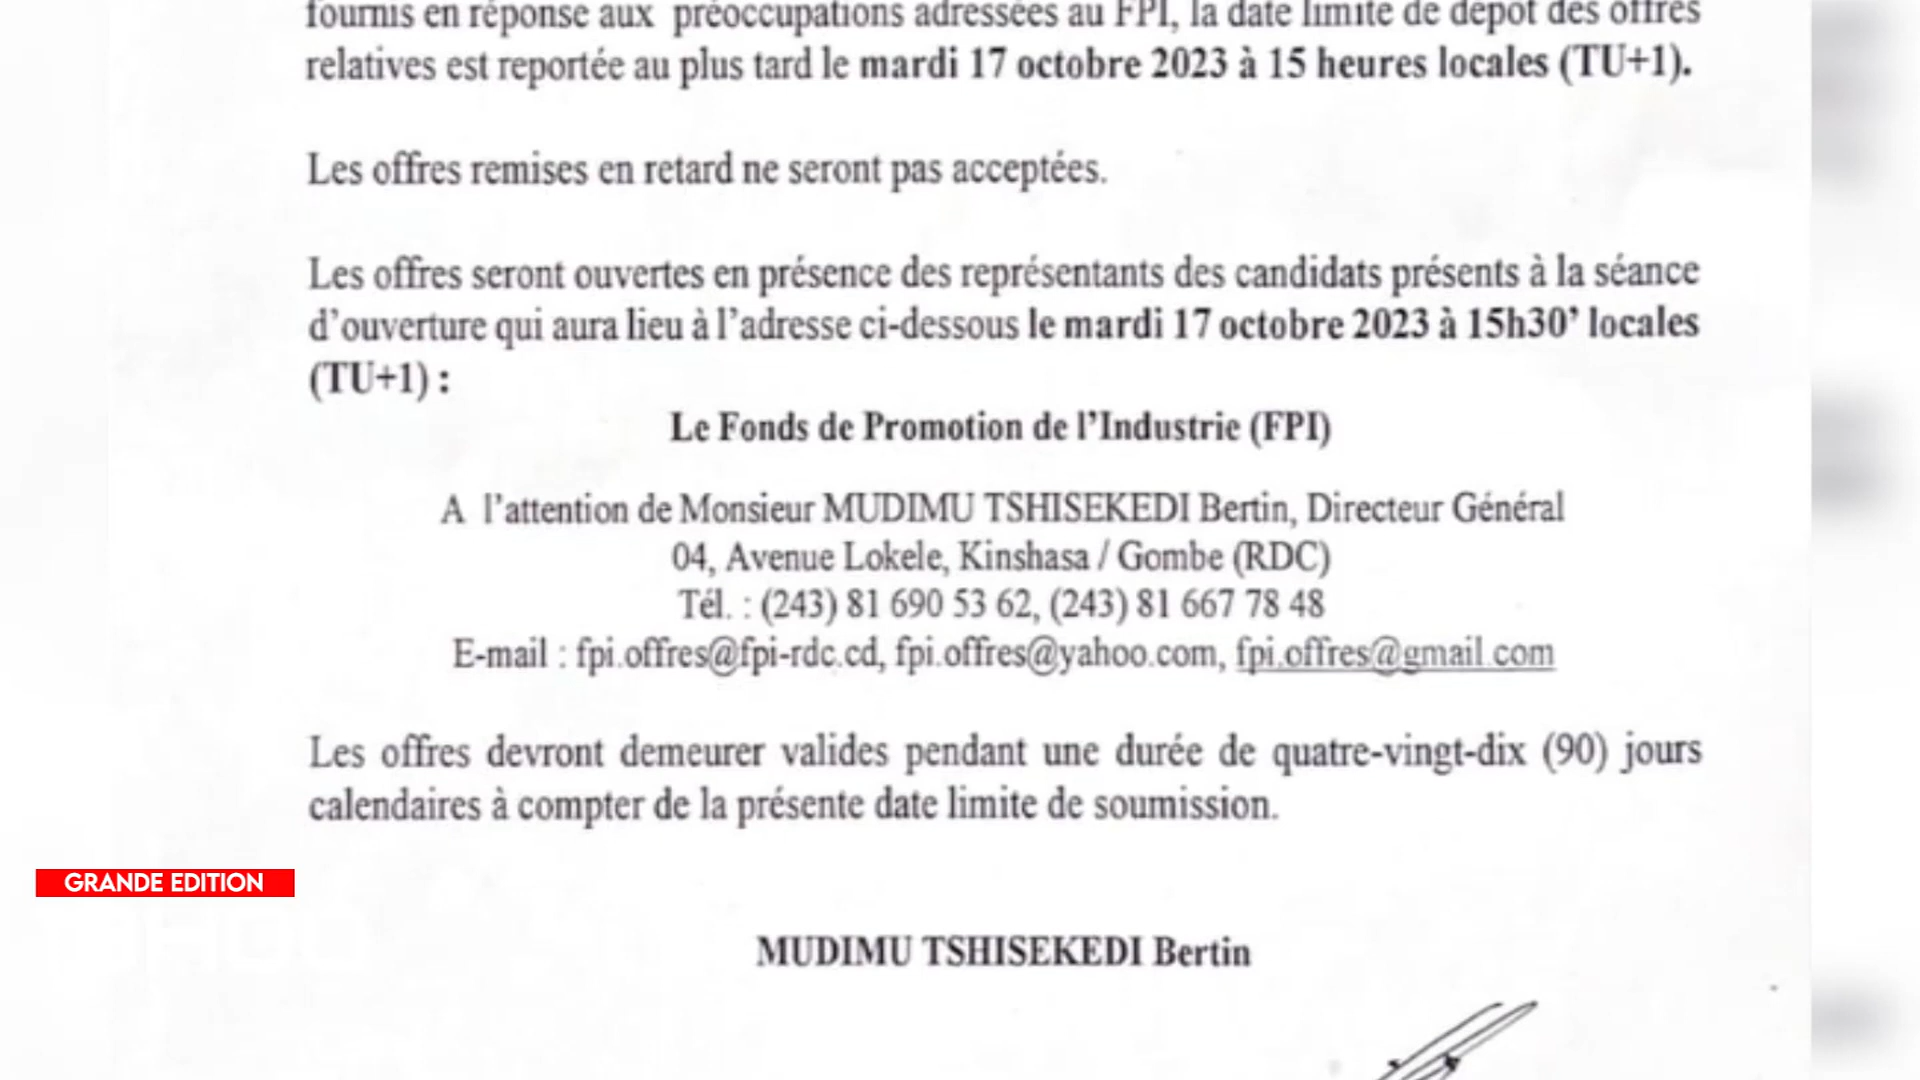 fournis en réponse aux préoccupations adressées au FPI, la date limite de dépôt des offres
relatives est reportée au plus tard le mardi 17 octobre 2023 à 15 heures locales (TU+1).
Les offres remises en retard ne seront pas acceptées.
Les offres seront ouvertes en présence des représentants des candidats présents à la séance
d’ouverture qui aura lieu à l’adresse ci-dessous le mardi 17 octobre 2023 à 15h30’ locales
(TU+1) :
Le Fonds de Promotion de l’Industrie (FPI)
A l’attention de Monsieur MUDIMU TSHISEKEDI Bertin, Directeur Général
04, Avenue Lokele, Kinshasa / Gombe (RDC)
Tél. : (243) 81 690 53 62, (243) 81 667 78 48
E-mail : fpi.offres@fpi-rdc.cd, fpi.offres@yahoo.com, fpi.offres@gmail.com
Les offres devront demeurer valides pendant une durée de quatre-vingt-dix (90) jours
calendaires à compter de la présente date limite de soumission.
GRANDE EDITION
MUDIMU TSHISEKEDI Bertin